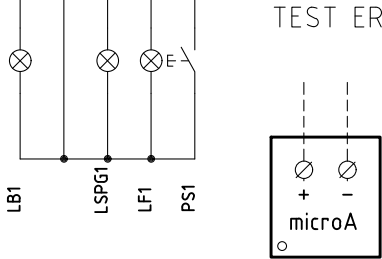 TEST ER
E
LB1
LSPG1
LF1
PS1
+ −
microA